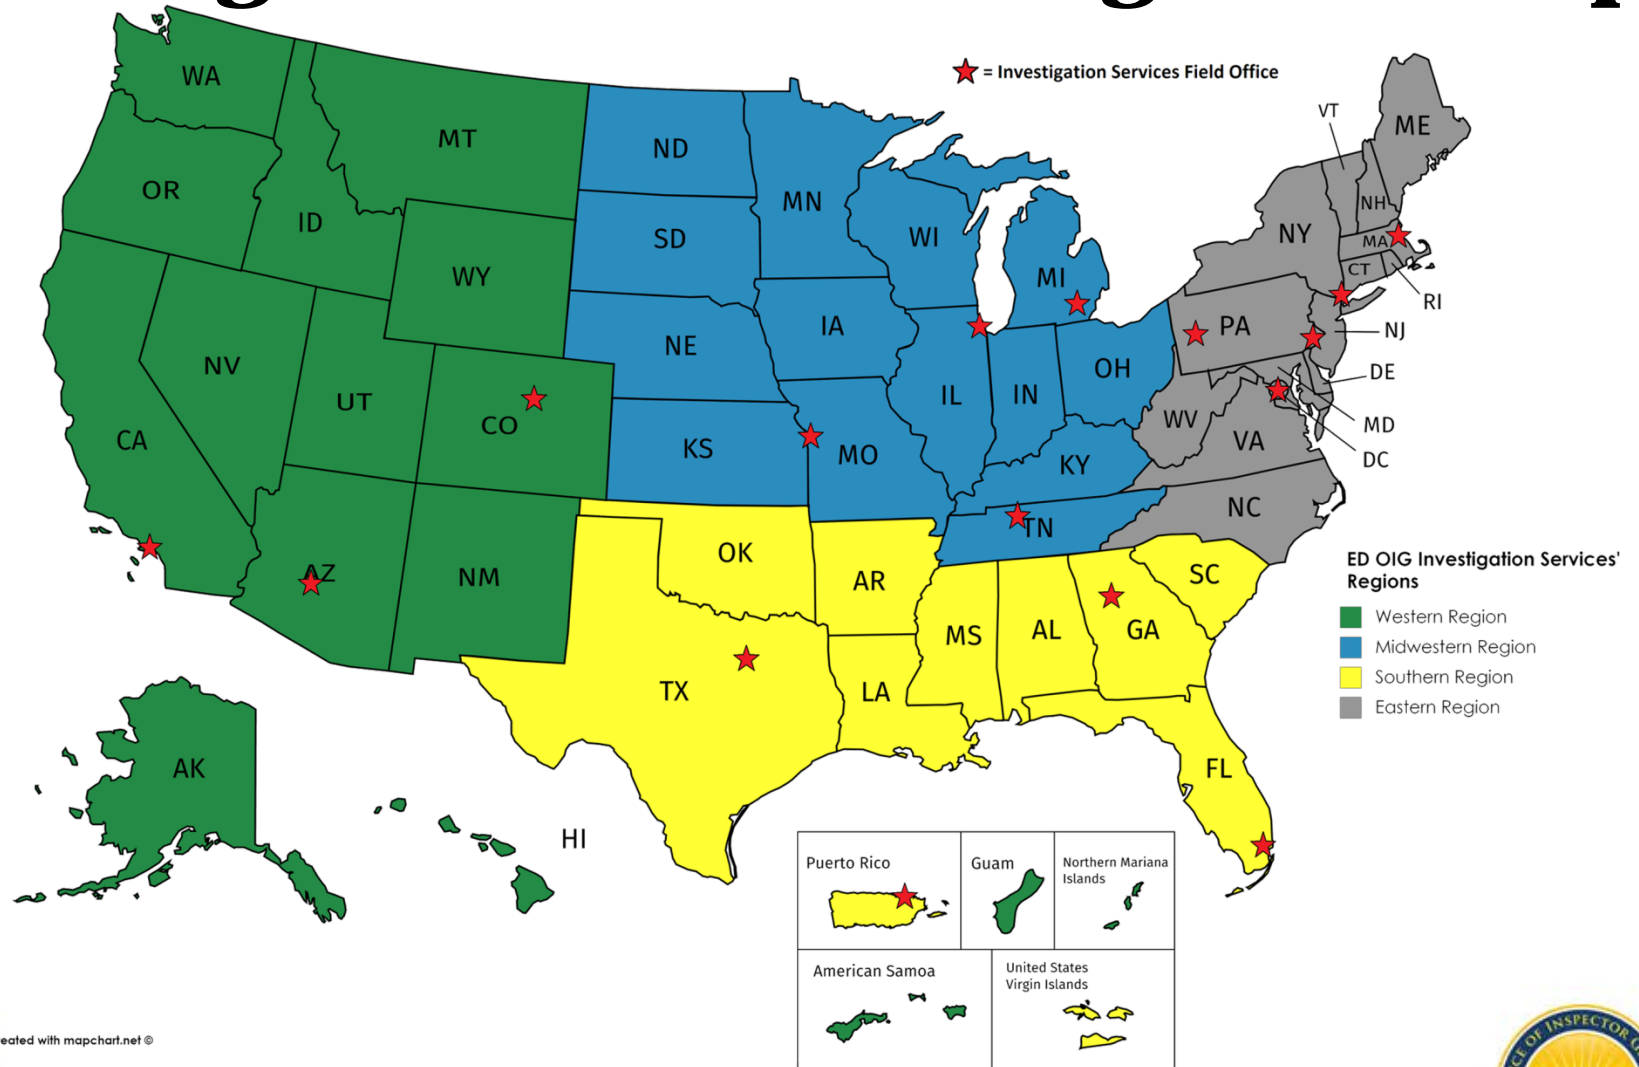 = Investigation Services Field Office
WA
MT
ND
MN
VT
ME
OR
ID
SD
WI
NH
NY
MA
WY
MI
CT
RI
NV
NE
IA
PA
NJ
UT
CO
IL
IN
OH
DE
CA
KS
MO
KY
WV
VA
MD
DC
AZ
NM
OK
AR
TN
NC
SC
MS
AL
GA
TX
LA
FL
AK
HI
ED OIG Investigation Services'
Regions
Western Region
Midwestern Region
Southern Region
Eastern Region
Puerto Rico
Guam
Northern Mariana
Islands
American Samoa
United States
Virgin Islands
eated with mapchart.net ©
OF INSPECTOR